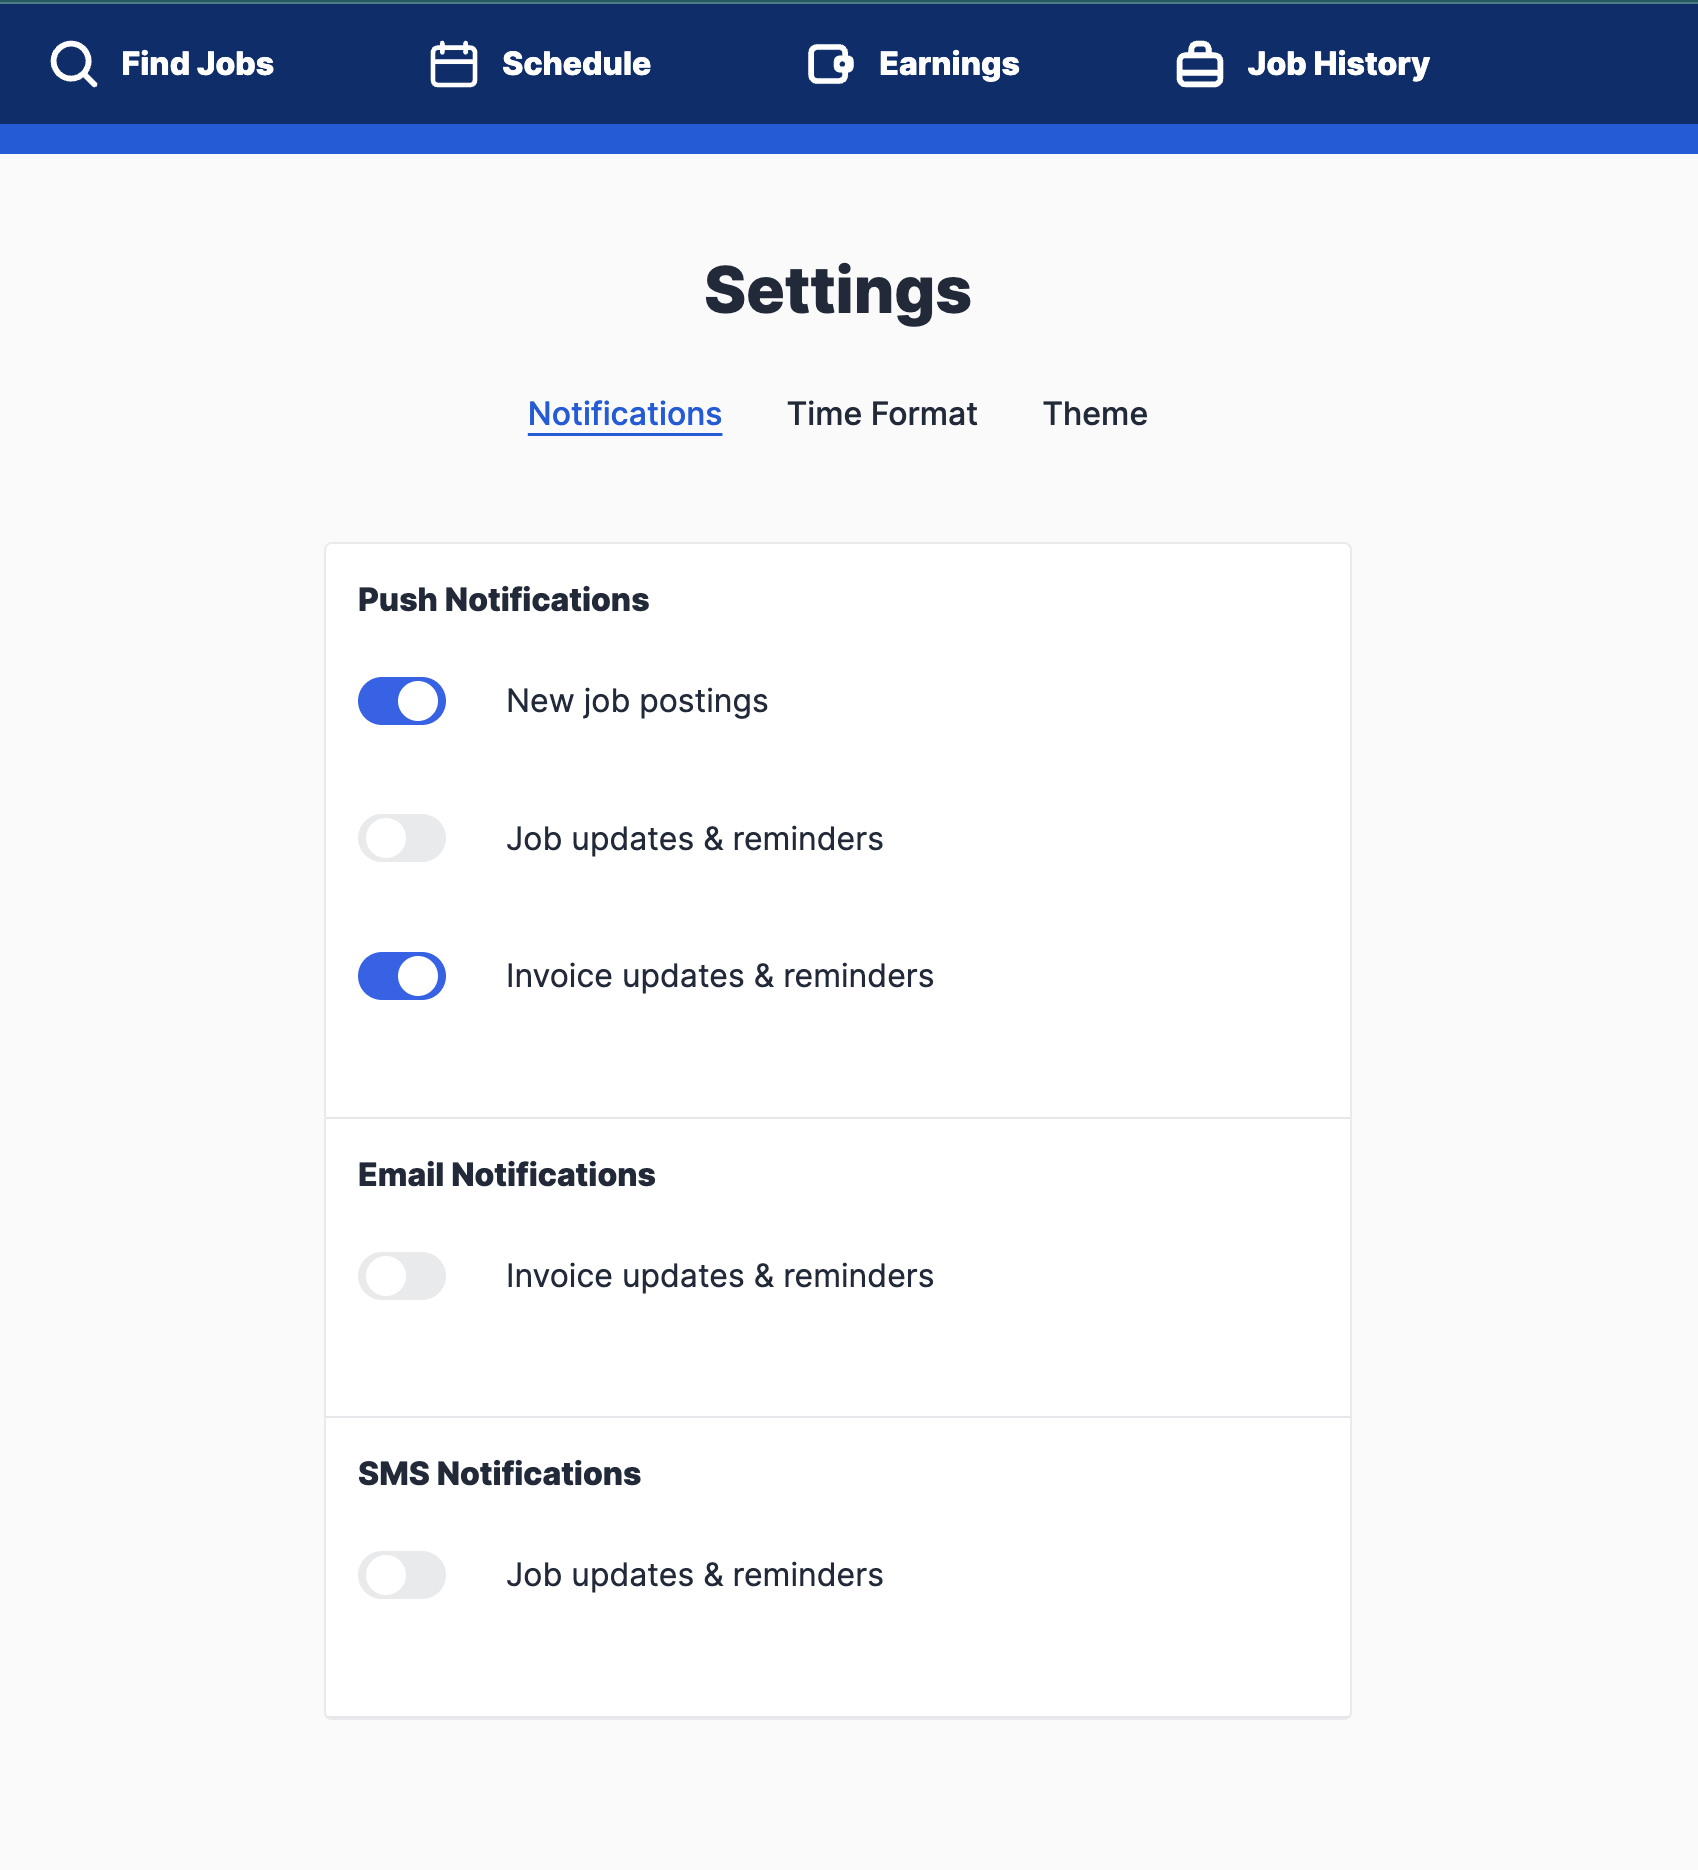 Find Jobs Schedule Earnings Job History
Settings
Notifications Time Format Theme
Push Notifications
New job postings
Job updates & reminders
Invoice updates & reminders
Email Notifications
Invoice updates & reminders
SMS Notifications
Job updates & reminders